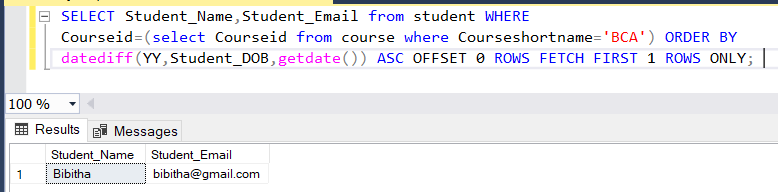 SELECT Student_Name,Student_Email from student WHERE
Courseid=(select Courseid from course where Courseshortname='BCA') ORDER BY
datediff(YY,Student_DOB,getdate()) ASC OFFSET 0 ROWS FETCH FIRST 1 ROWS ONLY;
100 %
Results Messages
Student_Name Student_Email
1 Bibitha bibitha@gmail.com